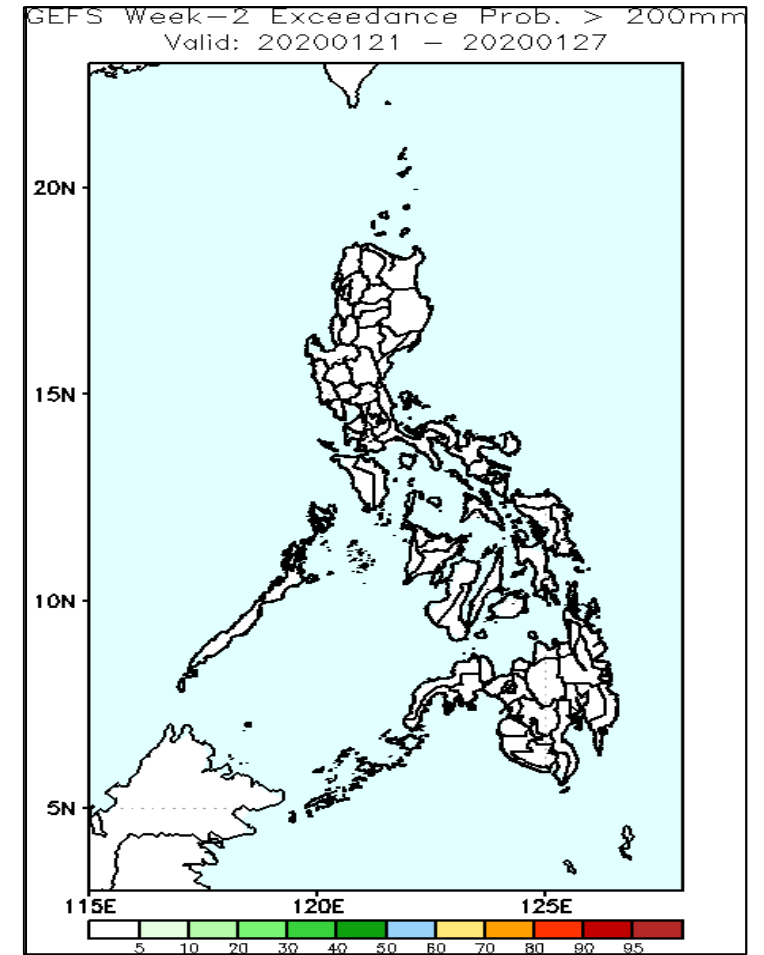 GEFS Week-2 Exceedance Prob. > 200mm
Valid: 20200121 - 20200127
20N
15N
10N
5N
115E 120E 125E
5 10 20 30 40 50 60 70 80 90 95